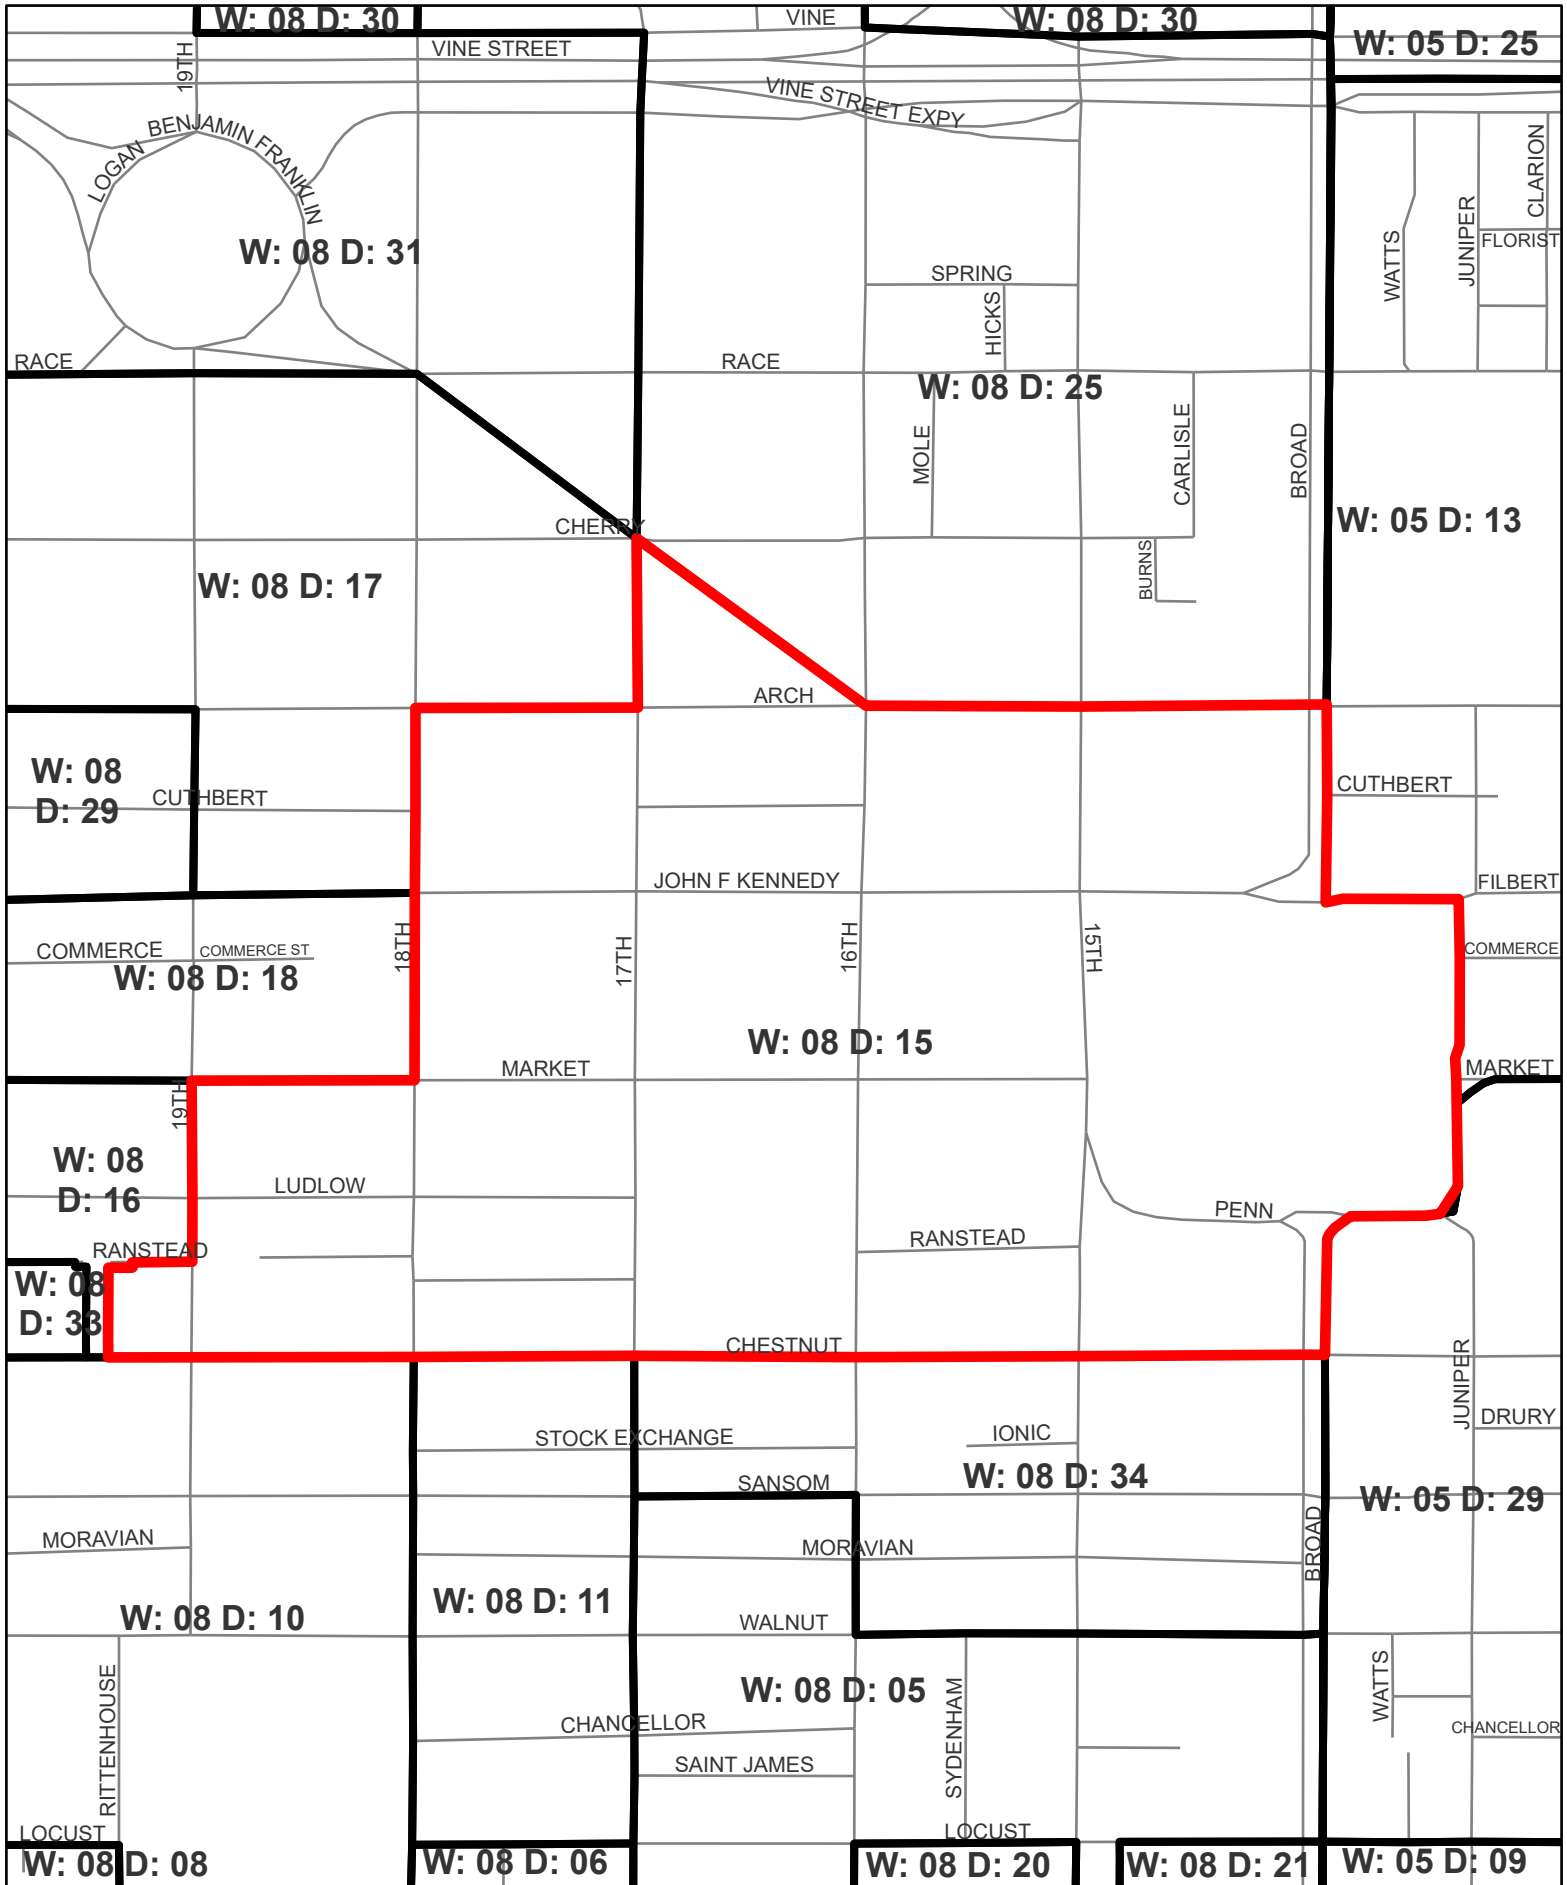 W: 08 D: 30
VINE
W: 08 D: 30
W: 05 D: 25
19TH
VINE STREET
VINE STREET EXPY
BENJAMIN FRANKLIN
LOGAN
CLARION
JUNIPER
WATTS
FLORIST
W: 08 D: 31
SPRING
HICKS
RACE
RACE
W: 08 D: 25
MOLE
CARLISLE
BROAD
CHERRY
W: 05 D: 13
BURNS
W: 08 D: 17
ARCH
W: 08
D: 29
CUTHBERT
CUTHBERT
JOHN F KENNEDY
FILBERT
COMMERCE
COMMERCE ST
18TH
17TH
16TH
15TH
COMMERCE
W: 08 D: 18
W: 08 D: 15
MARKET
MARKET
19TH
W: 08
D: 16
LUDLOW
PENN
RANSTEAD
RANSTEAD
W: 08
D: 33
CHESTNUT
JUNIPER
STOCK EXCHANGE
IONIC
DRURY
W: 08 D: 34
SANSOM
W: 05 D: 29
MORAVIAN
MORAVIAN
BROAD
W: 08 D: 11
W: 08 D: 10
WALNUT
RITTENHOUSE
W: 08 D: 05
SYDENHAM
WATTS
CHANCELLOR
CHANCELLOR
SAINT JAMES
LOCUST
LOCUST
W: 08 D: 08
W: 08 D: 06
W: 08 D: 20
W: 08 D: 21
W: 05 D: 09